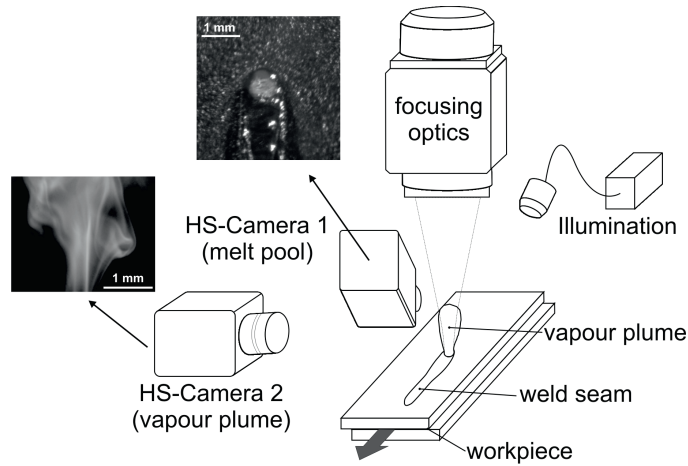 1 mm
focusing
optics
Illumination
HS-Camera 1
(melt pool)
1 mm
vapour plume
HS-Camera 2
(vapour plume)
weld seam
workpiece